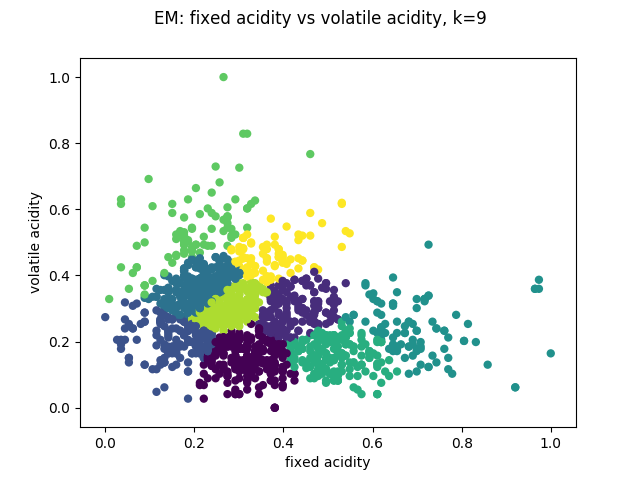 EM: fixed acidity vs volatile acidity, k=9
1.0
0.8
0.6
0.4
0.2
0.0
volatile acidity
0.0 0.2 0.4 0.6 0.8 1.0
fixed acidity